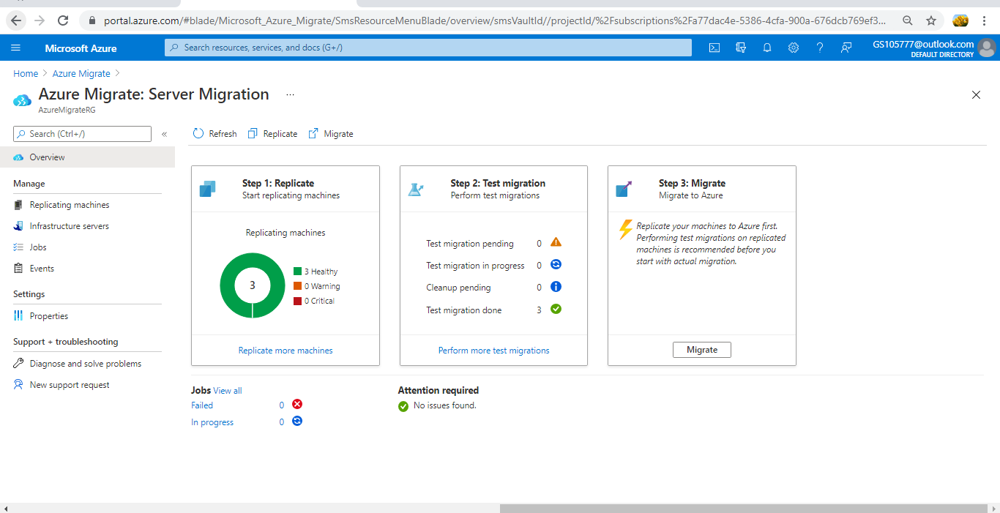 portal.azure.com/#blade/Microsoft_Azure_Migrate/SmsResourceMenuBlade/overview/smsVaultId//projectId/%2Fsubscriptions%2Fa77dac4e-5386-4cfa-900a-676dcb769ef3...
Microsoft Azure
Search resources, services, and docs (G+/)
GS105777@outlook.com
DEFAULT DIRECTORY
Home > Azure Migrate >
Azure Migrate: Server Migration ...
AzureMigrateRG
Search (Ctrl+/)
«
Refresh
Replicate
Migrate
Overview
Manage
Replicating machines
Infrastructure servers
Jobs
Events
Settings
Properties
Support + troubleshooting
Diagnose and solve problems
New support request
Step 1: Replicate
Start replicating machines
Replicating machines
3
3 Healthy
0 Warning
0 Critical
Replicate more machines
Step 2: Test migration
Perform test migrations
Test migration pending 0
Test migration in progress 0
Cleanup pending 0
Test migration done 3
Perform more test migrations
Step 3: Migrate
Migrate to Azure
Replicate your machines to Azure first.
Performing test migrations on replicated
machines is recommended before you
start with actual migration.
Migrate
Jobs View all
Failed 0
In progress 0
Attention required
No issues found.